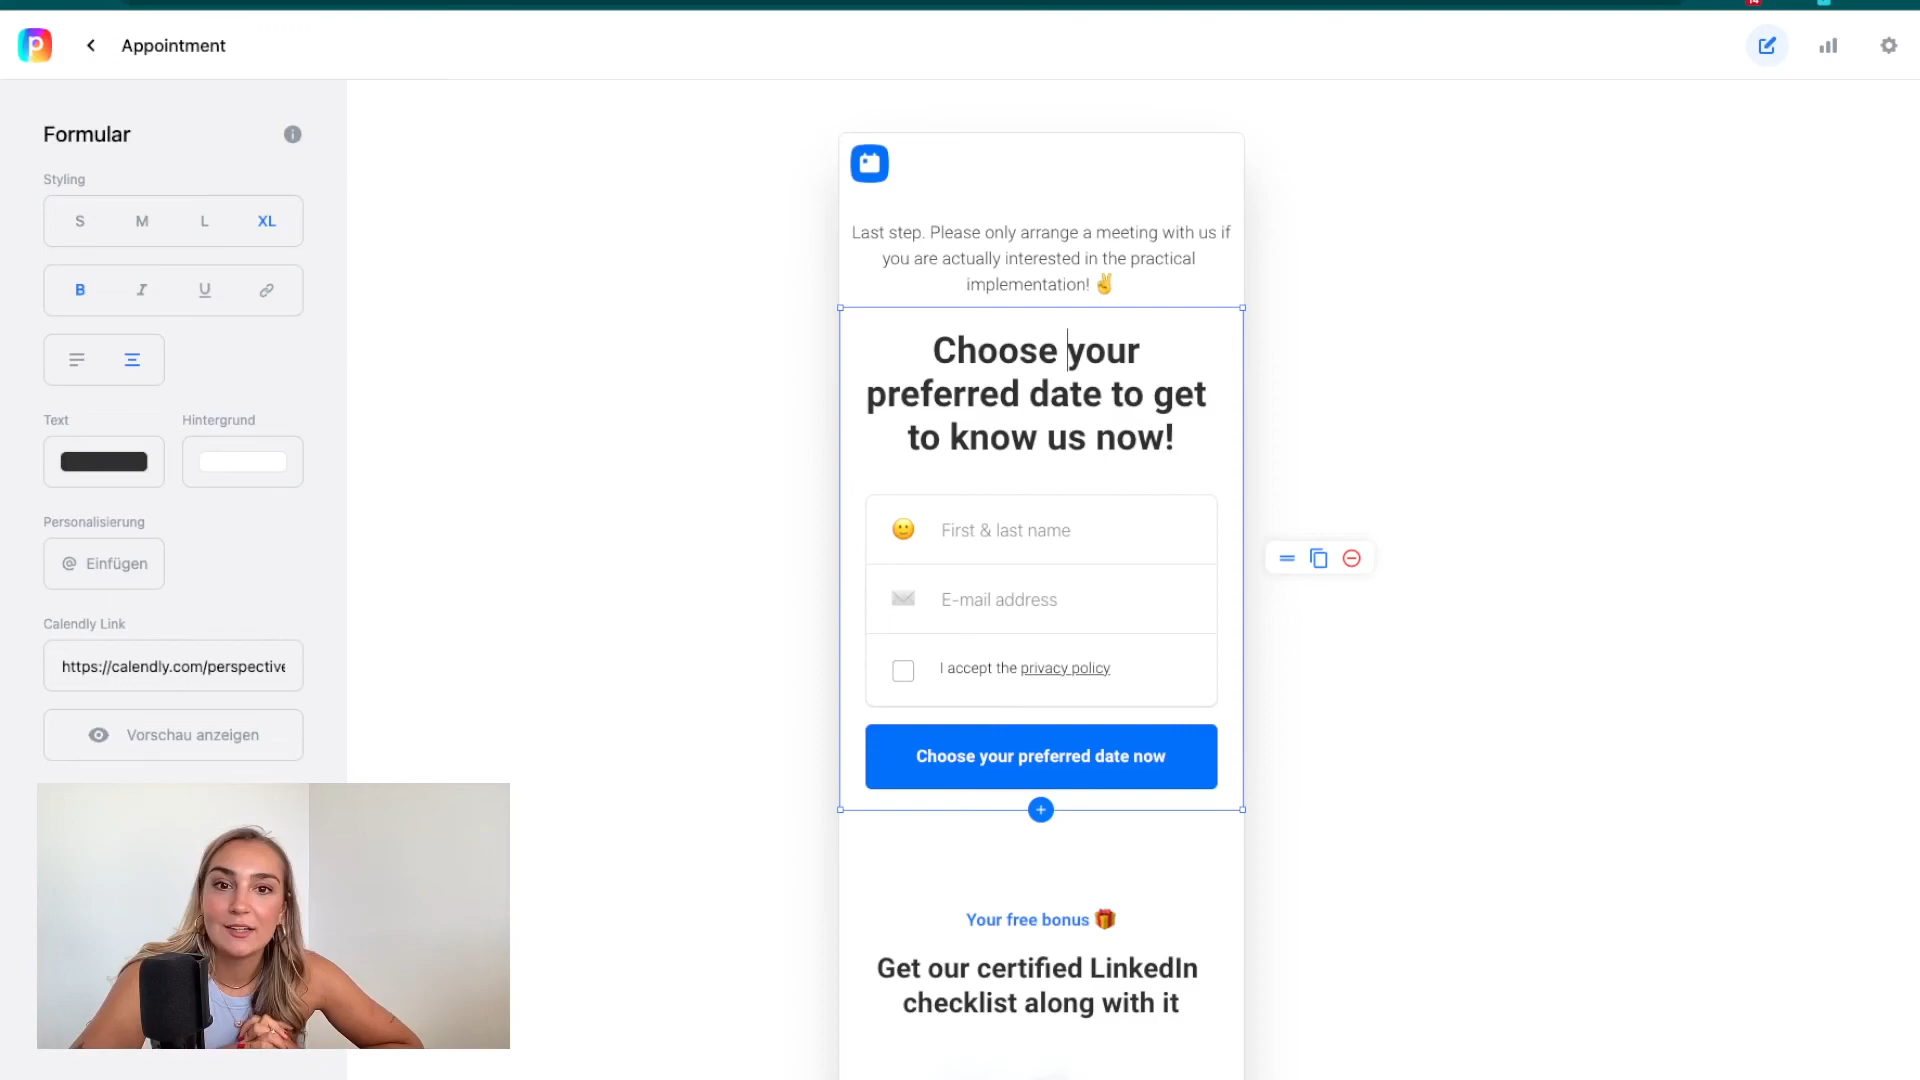 14
p
Appointment
Formular
Styling
S M L XL
B I U
Text Hintergrund
Personalisierung
@ Einfügen
Calendly Link
https://calendly.com/perspective
Vorschau anzeigen
Last step. Please only arrange a meeting with us if
you are actually interested in the practical
implementation! ✌️
Choose your
preferred date to get
to know us now!
First & last name
E-mail address
I accept the privacy policy
Choose your preferred date now
Your free bonus 🎁
Get our certified LinkedIn
checklist along with it